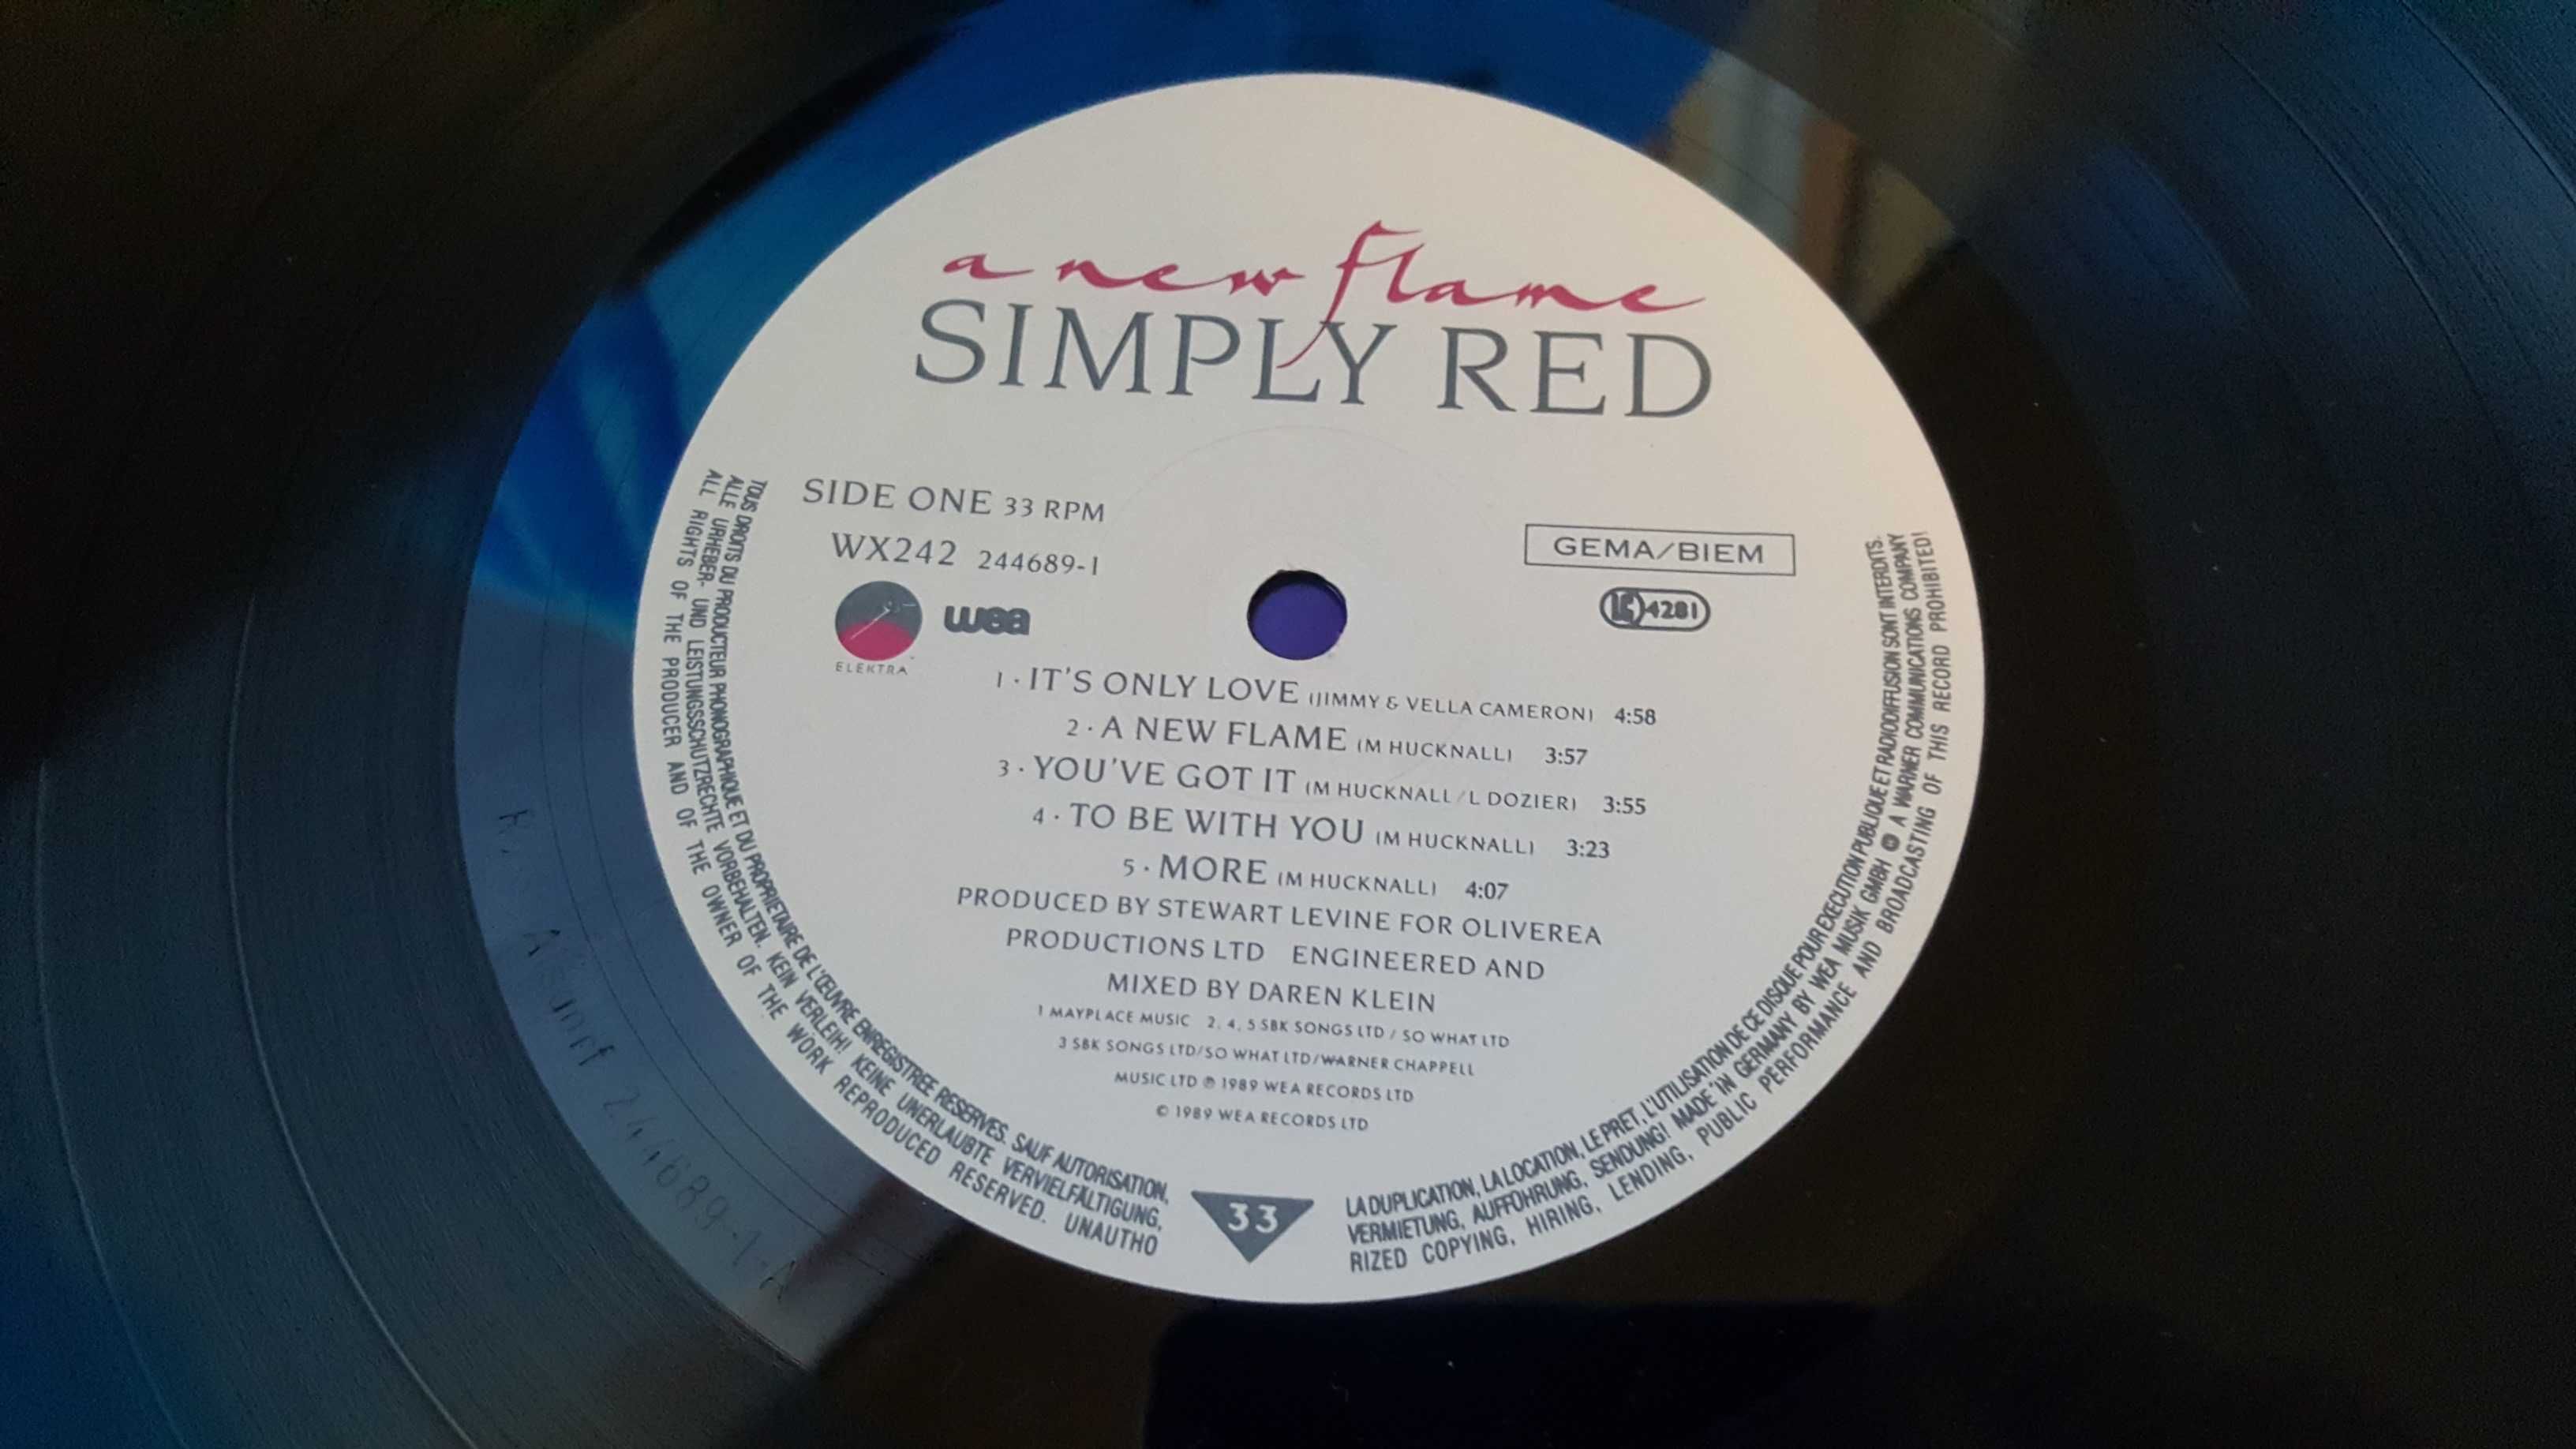 a new flame
SIMPLY RED
SIDE ONE 33 RPM
WX242 244689-1
GEMA/BIEM
LC 4281
ELEKTRA
wea
1 · IT'S ONLY LOVE (JIMMY & VELLA CAMERON) 4:58
2 · A NEW FLAME (M HUCKNALL) 3:57
3 · YOU'VE GOT IT (M HUCKNALL / L DOZIER) 3:55
4 · TO BE WITH YOU (M HUCKNALL) 3:23
5 · MORE (M HUCKNALL) 4:07
PRODUCED BY STEWART LEVINE FOR OLIVEREA
PRODUCTIONS LTD ENGINEERED AND
MIXED BY DAREN KLEIN
1 MAYPLACE MUSIC 2, 4, 5 SBK SONGS LTD / SO WHAT LTD
3 SBK SONGS LTD/SO WHAT LTD/WARNER CHAPPELL
MUSIC LTD ℗ 1989 WEA RECORDS LTD
© 1989 WEA RECORDS LTD
TOUS DROITS DU PRODUCTEUR PHONOGRAPHIQUE ET DU PROPRIETAIRE DE L'ŒUVRE ENREGISTREE RESERVES. SAUF AUTORISATION,
ALLE URHEBER- UND LEISTUNGSSCHUTZRECHTE VORBEHALTEN. KEIN VERLEIH! KEINE UNERLAUBTE VERVIELFÄLTIGUNG,
ALL RIGHTS OF THE PRODUCER AND OF THE OWNER OF THE WORK REPRODUCED RESERVED. UNAUTHO
33
LA DUPLICATION, LA LOCATION, LE PRET, L'UTILISATION DE CE DISQUE POUR EXECUTION PUBLIQUE ET RADIODIFFUSION SONT INTERDITS.
VERMIETUNG, AUFFÜHRUNG, SENDUNG! MADE IN GERMANY BY WEA MUSIK GMBH A WARNER COMMUNICATIONS COMPANY
RIZED COPYING, HIRING, LENDING, PUBLIC PERFORMANCE AND BROADCASTING OF THIS RECORD PROHIBITED!
244689-1-A